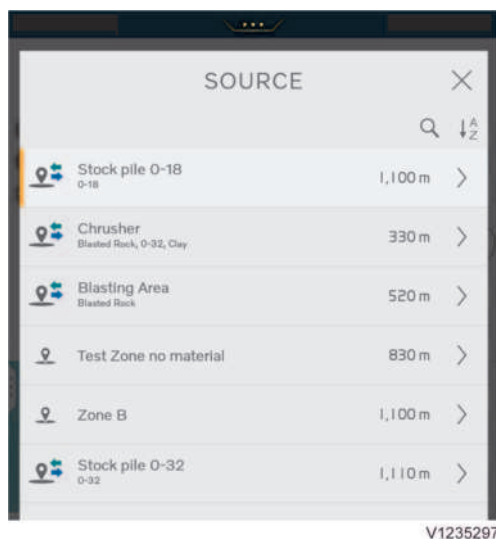 SOURCE
A
Z
Stock pile 0-18
0-18
1,100 m
Chrusher
Blasted Rock, 0-32, Clay
330 m
Blasting Area
Blasted Rock
520 m
Test Zone no material
830 m
Zone B
1,100 m
Stock pile 0-32
0-32
1,110 m
V1235297